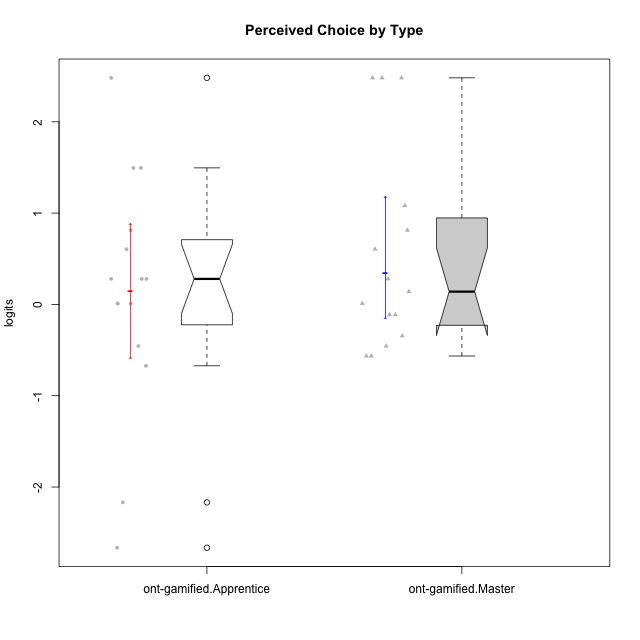 Perceived Choice by Type
logits
2
1
0
-1
-2
ont-gamified.Apprentice
ont-gamified.Master